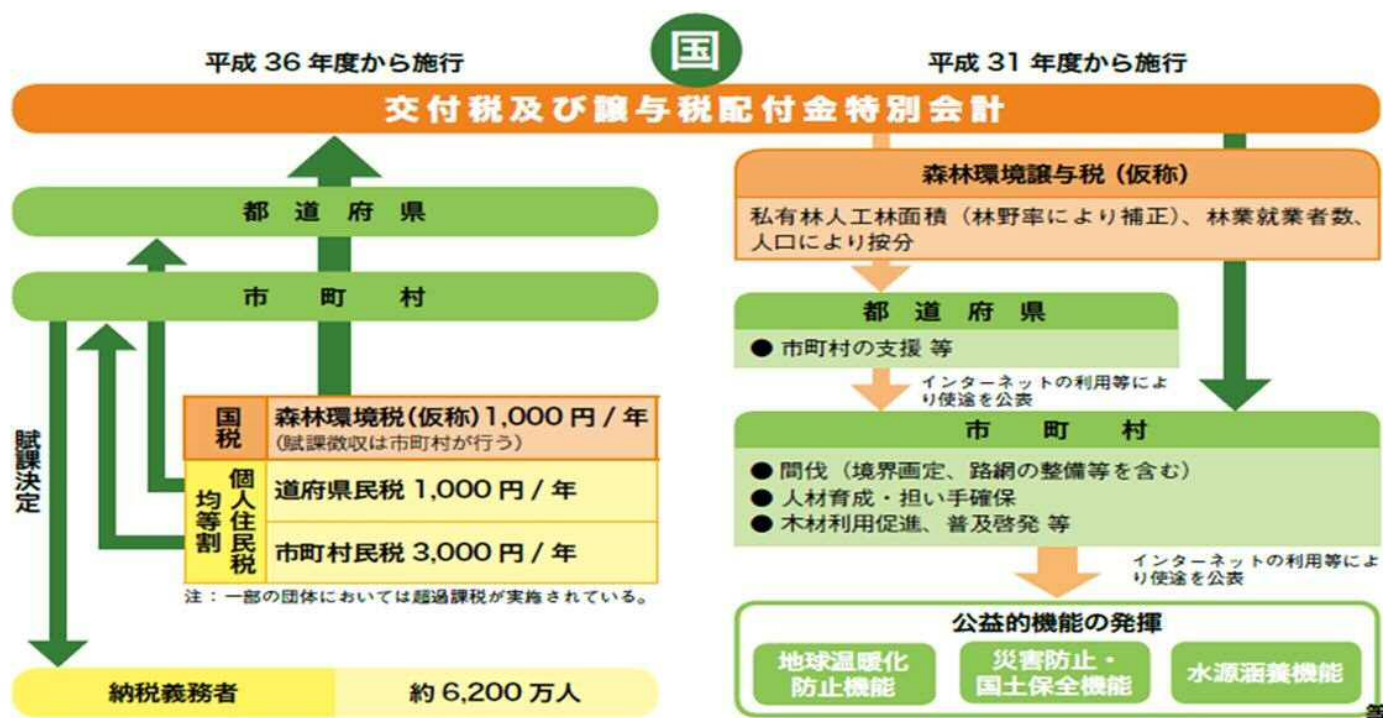 国
平成 36 年度から施行
平成 31 年度から施行
交付税及び譲与税配付金特別会計
都道府県
市町村
賦課決定
国税
森林環境税(仮称) 1,000 円 / 年
(賦課徴収は市町村が行う)
個人住民税
均等割
道府県民税 1,000 円 / 年
市町村民税 3,000 円 / 年
注：一部の団体においては超過課税が実施されている。
納税義務者
約 6,200 万人
森林環境譲与税 (仮称)
私有林人工林面積（林野率により補正）、林業就業者数、
人口により按分
都道府県
● 市町村の支援 等
インターネットの利用等によ
り使途を公表
市町村
● 間伐（境界画定、路網の整備等を含む）
● 人材育成・担い手確保
● 木材利用促進、普及啓発 等
インターネットの利用等によ
り使途を公表
公益的機能の発揮
地球温暖化
防止機能
災害防止・
国土保全機能
水源涵養機能
等